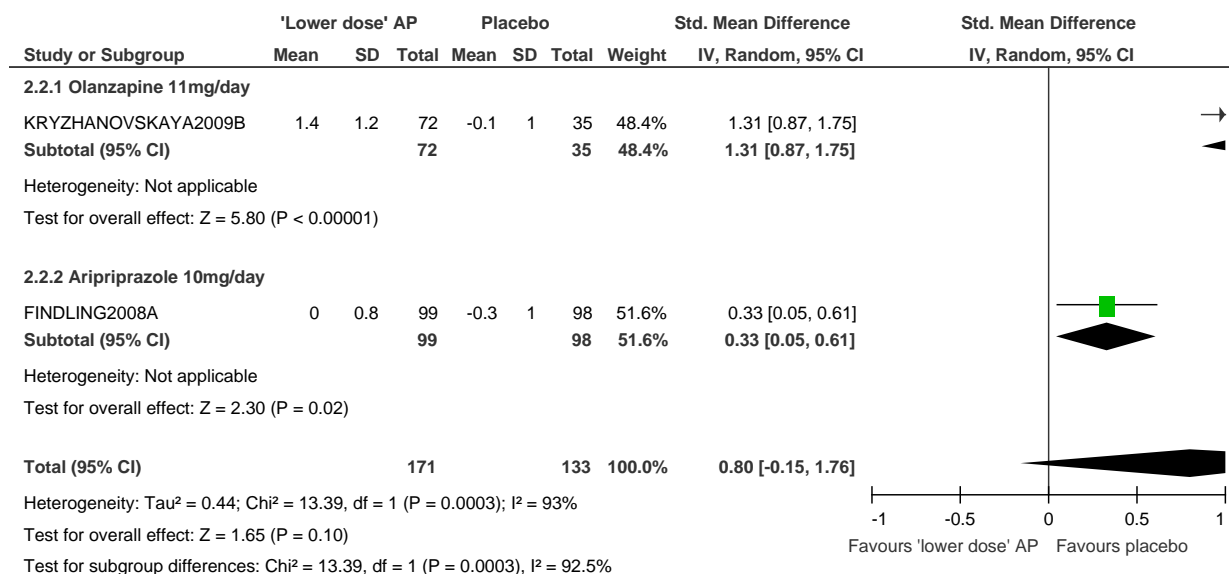 'Lower dose' AP Placebo Std. Mean Difference Std. Mean Difference
Study or Subgroup Mean SD Total Mean SD Total Weight IV, Random, 95% CI IV, Random, 95% CI
2.2.1 Olanzapine 11mg/day
KRYZHANOVSKAYA2009B 1.4 1.2 72 -0.1 1 35 48.4% 1.31 [0.87, 1.75]
Subtotal (95% CI) 72 35 48.4% 1.31 [0.87, 1.75]
Heterogeneity: Not applicable
Test for overall effect: Z = 5.80 (P < 0.00001)
2.2.2 Aripriprazole 10mg/day
FINDLING2008A 0 0.8 99 -0.3 1 98 51.6% 0.33 [0.05, 0.61]
Subtotal (95% CI) 99 98 51.6% 0.33 [0.05, 0.61]
Heterogeneity: Not applicable
Test for overall effect: Z = 2.30 (P = 0.02)
Total (95% CI) 171 133 100.0% 0.80 [-0.15, 1.76]
Heterogeneity: Tau² = 0.44; Chi² = 13.39, df = 1 (P = 0.0003); I² = 93%
Test for overall effect: Z = 1.65 (P = 0.10)
Test for subgroup differences: Chi² = 13.39, df = 1 (P = 0.0003), I² = 92.5%
-1 -0.5 0 0.5 1
Favours 'lower dose' AP Favours placebo